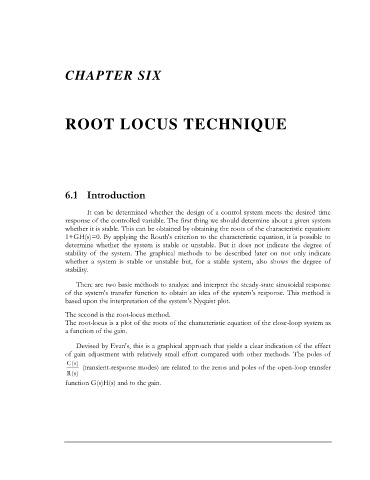 CHAPTER SIX
ROOT LOCUS TECHNIQUE
6.1 Introduction
It can be determined whether the design of a control system meets the desired time
response of the controlled variable. The first thing we should determine about a given system
whether it is stable. This can be obtained by obtaining the roots of the characteristic equation:
1+GH(s)=0. By applying the Routh's criterion to the characteristic equation, it is possible to
determine whether the system is stable or unstable. But it does not indicate the degree of
stability of the system. The graphical methods to be described later on not only indicate
whether a system is stable or unstable but, for a stable system, also shows the degree of
stability.
There are two basic methods to analyze and interpret the steady-state sinusoidal response
of the system's transfer function to obtain an idea of the system's response. This method is
based upon the interpretation of the system's Nyquist plot.
The second is the root-locus method.
The root-locus is a plot of the roots of the characteristic equation of the close-loop system as
a function of the gain.
Devised by Evan's, this is a graphical approach that yields a clear indication of the effect
of gain adjustment with relatively small effort compared with other methods. The poles of
C(s)
R(s)
(transient-response modes) are related to the zeros and poles of the open-loop transfer
function G(s)H(s) and to the gain.